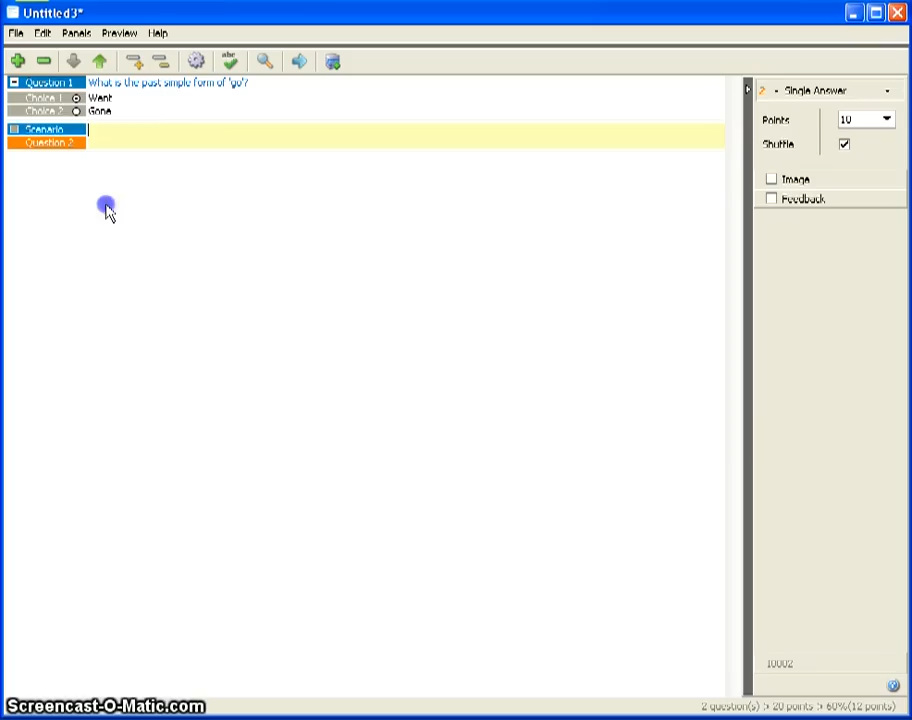 Untitled3*
File Edit Panels Preview Help
abc
Question 1 What is the past simple form of 'go'?
Choice 1 Went
Choice 2 Gone
Scenario
Question 2
2 - Single Answer
Points 10
Shuffle
Image
Feedback
10002
2 question(s) > 20 points > 60%(12 points)
Screencast-O-Matic.com